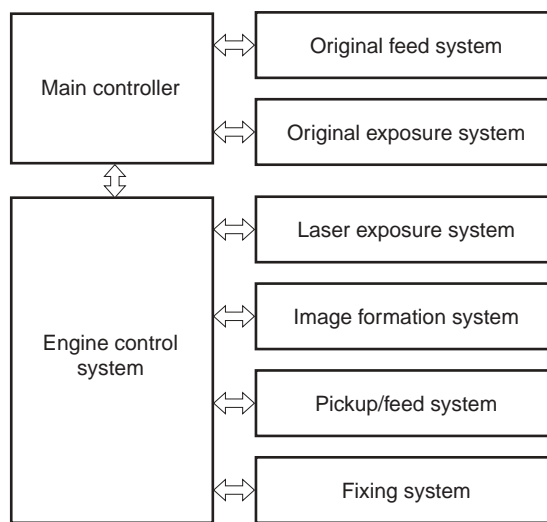 Main controller
Original feed system
Original exposure system
Engine control
system
Laser exposure system
Image formation system
Pickup/feed system
Fixing system